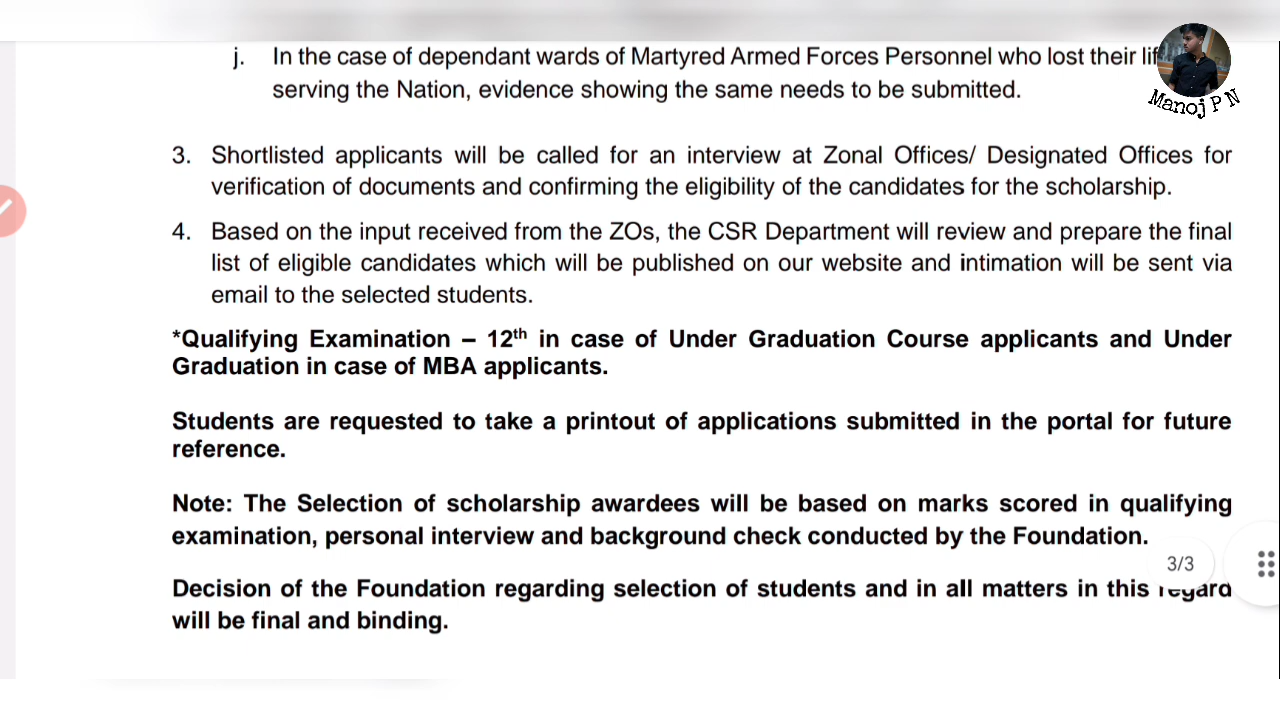 j. In the case of dependant wards of Martyred Armed Forces Personnel who lost their
serving the Nation, evidence showing the same needs to be submitted.
Manoj P N
3. Shortlisted applicants will be called for an interview at Zonal Offices/ Designated Offices for
verification of documents and confirming the eligibility of the candidates for the scholarship.
4. Based on the input received from the ZOs, the CSR Department will review and prepare the final
list of eligible candidates which will be published on our website and intimation will be sent via
email to the selected students.
*Qualifying Examination – 12th in case of Under Graduation Course applicants and Under
Graduation in case of MBA applicants.
Students are requested to take a printout of applications submitted in the portal for future
reference.
Note: The Selection of scholarship awardees will be based on marks scored in qualifying
examination, personal interview and background check conducted by the Foundation.
3/3
Decision of the Foundation regarding selection of students and in all matters in this regard
will be final and binding.